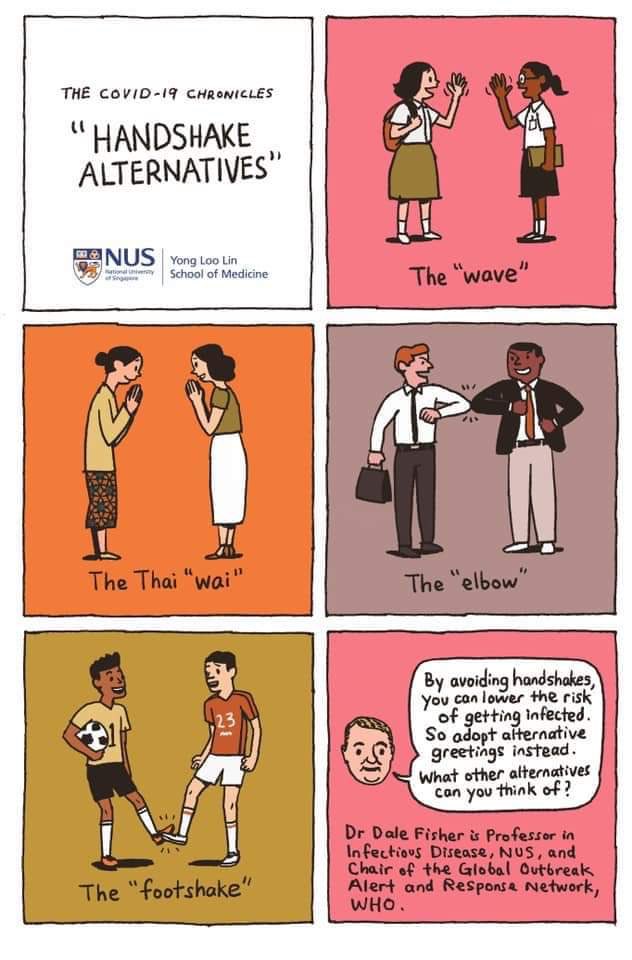 THE COVID-19 CHRONICLES
"HANDSHAKE
ALTERNATIVES"
NUS
National University
of Singapore
Yong Loo Lin
School of Medicine
The "wave"
The Thai "wai"
The "elbow"
1
23
The "footshake"
By avoiding handshakes,
you can lower the risk
of getting infected.
So adopt alternative
greetings instead.
What other alternatives
can you think of?
Dr Dale Fisher is Professor in
Infectious Disease, NUS, and
Chair of the Global Outbreak
Alert and Response Network,
WHO.